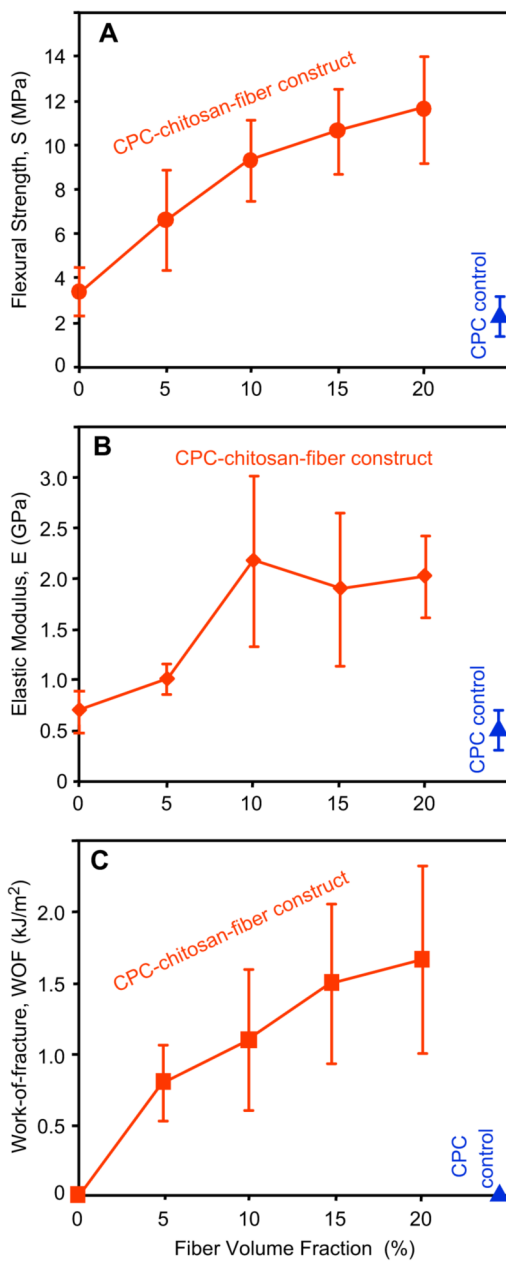 A
Flexural Strength, S (MPa)
14
12
10
8
6
4
2
0
CPC-chitosan-fiber construct
CPC control
0 5 10 15 20
B
Elastic Modulus, E (GPa)
CPC-chitosan-fiber construct
3.0
2.5
2.0
1.5
1.0
0.5
0
CPC control
0 5 10 15 20
C
Work-of-fracture, WOF (kJ/m²)
CPC-chitosan-fiber construct
2.0
1.5
1.0
0.5
0
CPC
control
0 5 10 15 20
Fiber Volume Fraction (%)